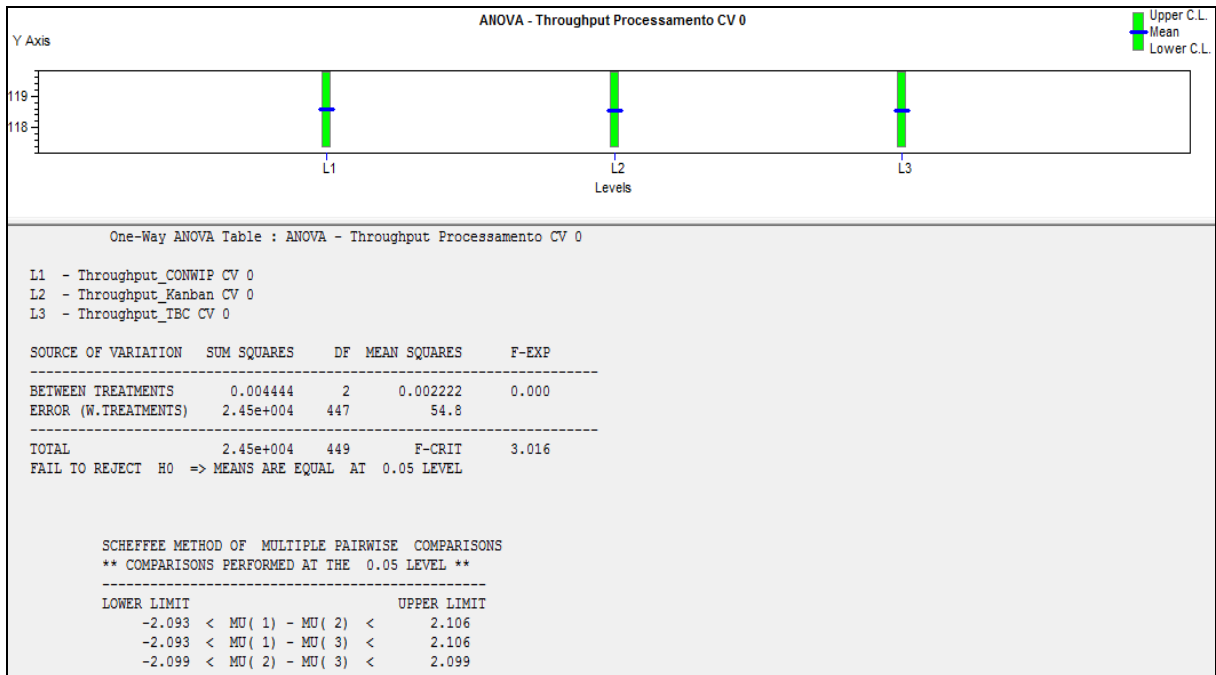 ANOVA - Throughput Processamento CV 0
Upper C.L.
Mean
Lower C.L.
Y Axis
119
118
L1
L2
L3
Levels
One-Way ANOVA Table : ANOVA - Throughput Processamento CV 0
L1 - Throughput_CONWIP CV 0
L2 - Throughput_Kanban CV 0
L3 - Throughput_TBC CV 0
SOURCE OF VARIATION SUM SQUARES DF MEAN SQUARES F-EXP
BETWEEN TREATMENTS 0.004444 2 0.002222 0.000
ERROR (W.TREATMENTS) 2.45e+004 447 54.8
TOTAL 2.45e+004 449 F-CRIT 3.016
FAIL TO REJECT H0 => MEANS ARE EQUAL AT 0.05 LEVEL
SCHEFFEE METHOD OF MULTIPLE PAIRWISE COMPARISONS
** COMPARISONS PERFORMED AT THE 0.05 LEVEL **
LOWER LIMIT UPPER LIMIT
-2.093 < MU( 1) - MU( 2) < 2.106
-2.093 < MU( 1) - MU( 3) < 2.106
-2.099 < MU( 2) - MU( 3) < 2.099